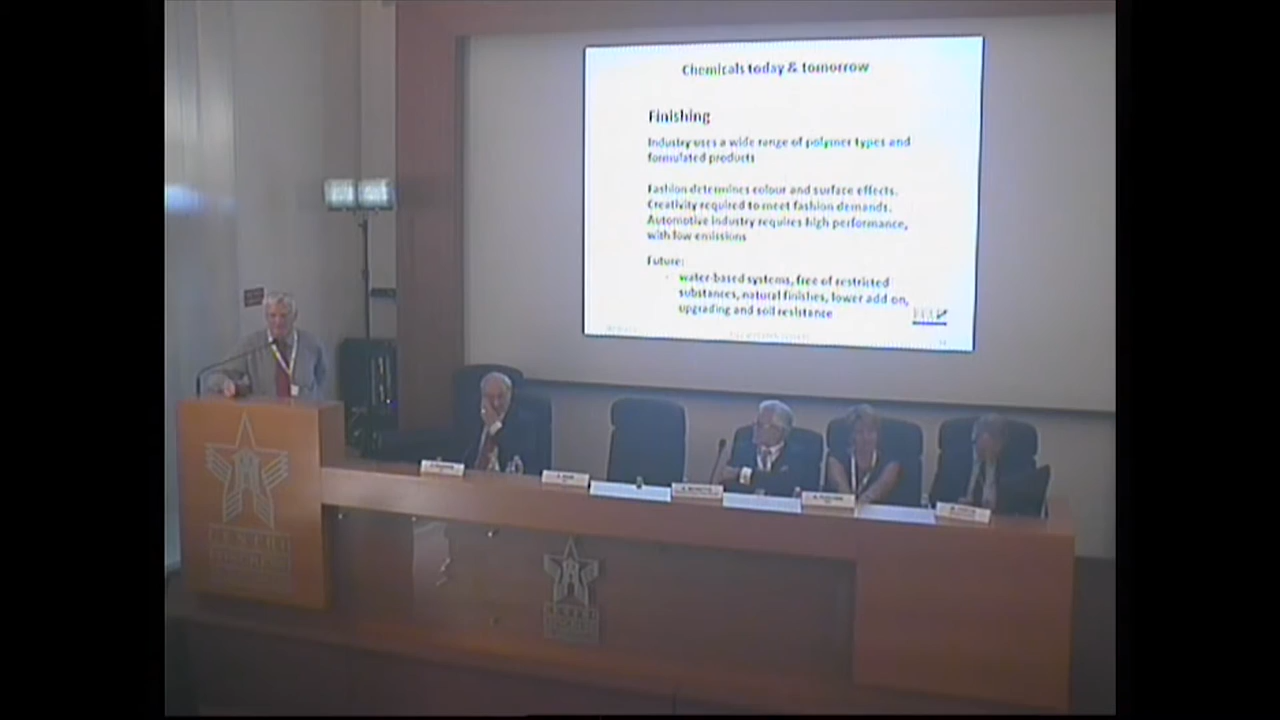 Chemicals today & tomorrow
Finishing
Industry uses a wide range of polymer types and
formulated products
Fashion determines colour and surface effects.
Creativity required to meet fashion demands.
Automotive industry requires high performance,
with low emissions
Future:
- water-based systems, free of restricted
substances, natural finishes, lower add on,
upgrading and soil resistance